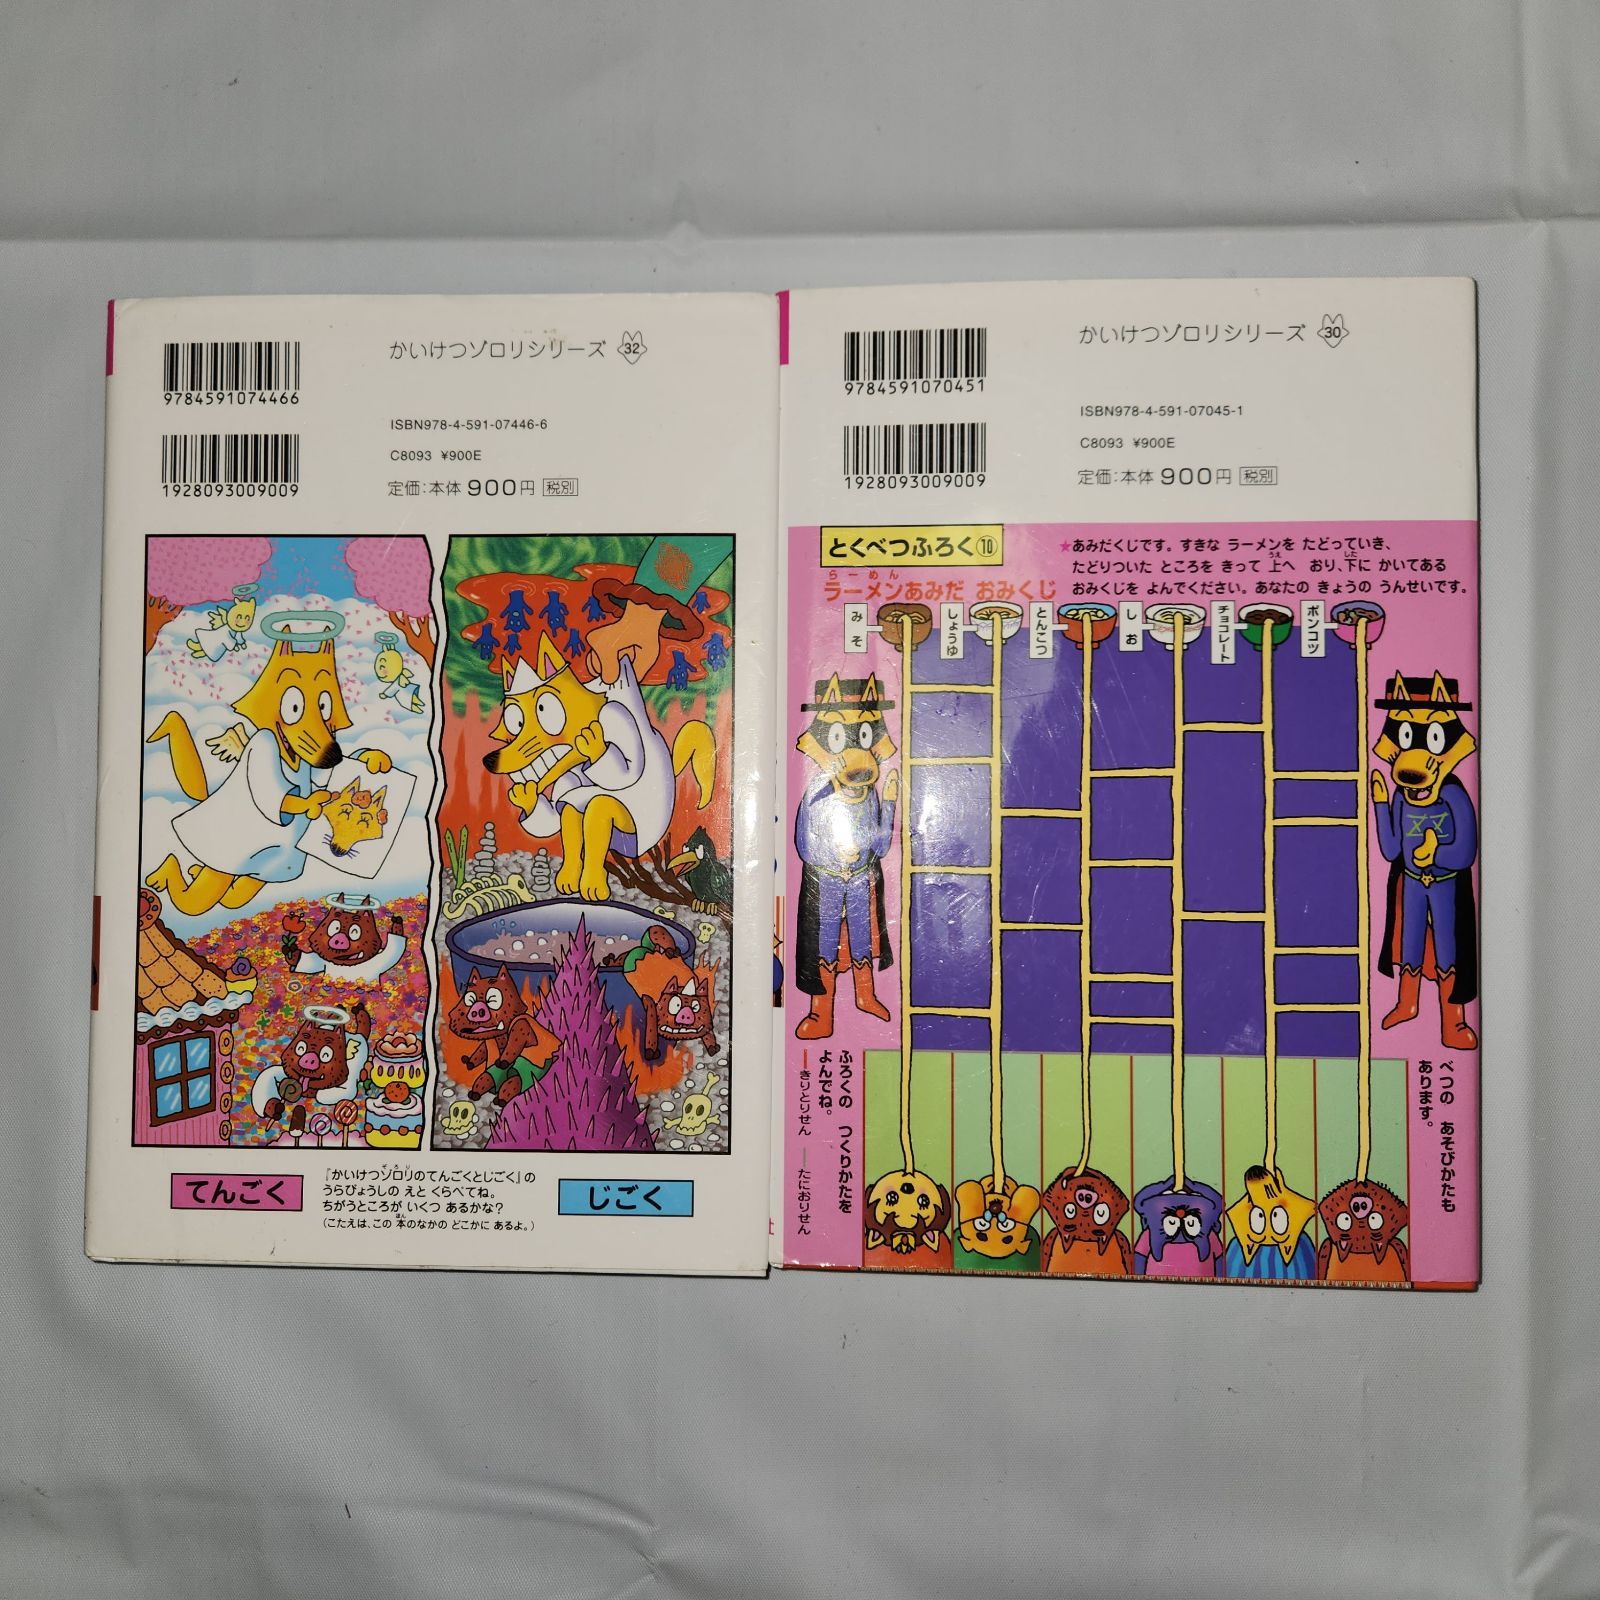 かいけつゾロリシリーズ 32
9784591074466
ISBN978-4-591-07446-6
C8093 ¥900E
1928093009009
定価:本体900円 税別
てんごく
『かいけつゾロリのてんごくとじごく』の
うらびょうしの えと くらべてね。
ちがうところが いくつ あるかな?
(こたえは、この 本のなかの どこかに あるよ。)
じごく
かいけつゾロリシリーズ 30
9784591070451
ISBN978-4-591-07045-1
C8093 ¥900E
1928093009009
定価:本体900円 税別
とくべつふろく⑩
ラーメンあみだ おみくじ
★あみだくじです。すきな ラーメンを たどっていき、
たどりついた ところを きって 上へ おり、下に かいてある
おみくじを よんでください。あなたの きょうの うんせいです。
みそ
しょうゆ
とんこつ
しお
チョコレート
ポンコツ
べつの あそびかたも
あります。
ふろくの つくりかたを
よんでね。
きりとりせん
たにおりせん